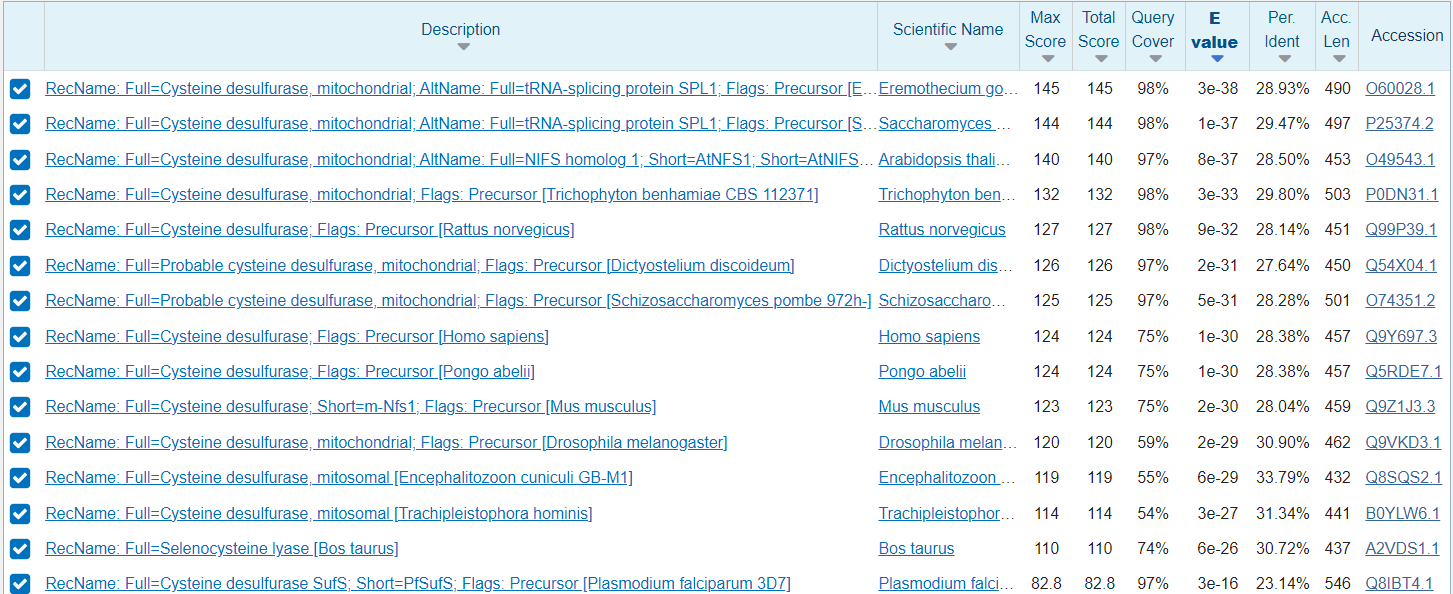 Description Scientific Name Max Score Total Score Query Cover E value Per. Ident Acc. Len Accession
RecName: Full=Cysteine desulfurase, mitochondrial; AltName: Full=tRNA-splicing protein SPL1; Flags: Precursor [E... Eremothecium go... 145 145 98% 3e-38 28.93% 490 O60028.1
RecName: Full=Cysteine desulfurase, mitochondrial; AltName: Full=tRNA-splicing protein SPL1; Flags: Precursor [S... Saccharomyces ... 144 144 98% 1e-37 29.47% 497 P25374.2
RecName: Full=Cysteine desulfurase, mitochondrial; AltName: Full=NIFS homolog 1; Short=AtNFS1; Short=AtNIFS... Arabidopsis thali... 140 140 97% 8e-37 28.50% 453 O49543.1
RecName: Full=Cysteine desulfurase, mitochondrial; Flags: Precursor [Trichophyton benhamiae CBS 112371] Trichophyton ben... 132 132 98% 3e-33 29.80% 503 P0DN31.1
RecName: Full=Cysteine desulfurase; Flags: Precursor [Rattus norvegicus] Rattus norvegicus 127 127 98% 9e-32 28.14% 451 Q99P39.1
RecName: Full=Probable cysteine desulfurase, mitochondrial; Flags: Precursor [Dictyostelium discoideum] Dictyostelium dis... 126 126 97% 2e-31 27.64% 450 Q54X04.1
RecName: Full=Probable cysteine desulfurase, mitochondrial; Flags: Precursor [Schizosaccharomyces pombe 972h-] Schizosaccharo... 125 125 97% 5e-31 28.28% 501 O74351.2
RecName: Full=Cysteine desulfurase; Flags: Precursor [Homo sapiens] Homo sapiens 124 124 75% 1e-30 28.38% 457 Q9Y697.3
RecName: Full=Cysteine desulfurase; Flags: Precursor [Pongo abelii] Pongo abelii 124 124 75% 1e-30 28.38% 457 Q5RDE7.1
RecName: Full=Cysteine desulfurase; Short=m-Nfs1; Flags: Precursor [Mus musculus] Mus musculus 123 123 75% 2e-30 28.04% 459 Q9Z1J3.3
RecName: Full=Cysteine desulfurase, mitochondrial; Flags: Precursor [Drosophila melanogaster] Drosophila melan... 120 120 59% 2e-29 30.90% 462 Q9VKD3.1
RecName: Full=Cysteine desulfurase, mitosomal [Encephalitozoon cuniculi GB-M1] Encephalitozoon ... 119 119 55% 6e-29 33.79% 432 Q8SQS2.1
RecName: Full=Cysteine desulfurase, mitosomal [Trachipleistophora hominis] Trachipleistophor... 114 114 54% 3e-27 31.34% 441 B0YLW6.1
RecName: Full=Selenocysteine lyase [Bos taurus] Bos taurus 110 110 74% 6e-26 30.72% 437 A2VDS1.1
RecName: Full=Cysteine desulfurase SufS; Short=PfSufS; Flags: Precursor [Plasmodium falciparum 3D7] Plasmodium falci... 82.8 82.8 97% 3e-16 23.14% 546 Q8IBT4.1